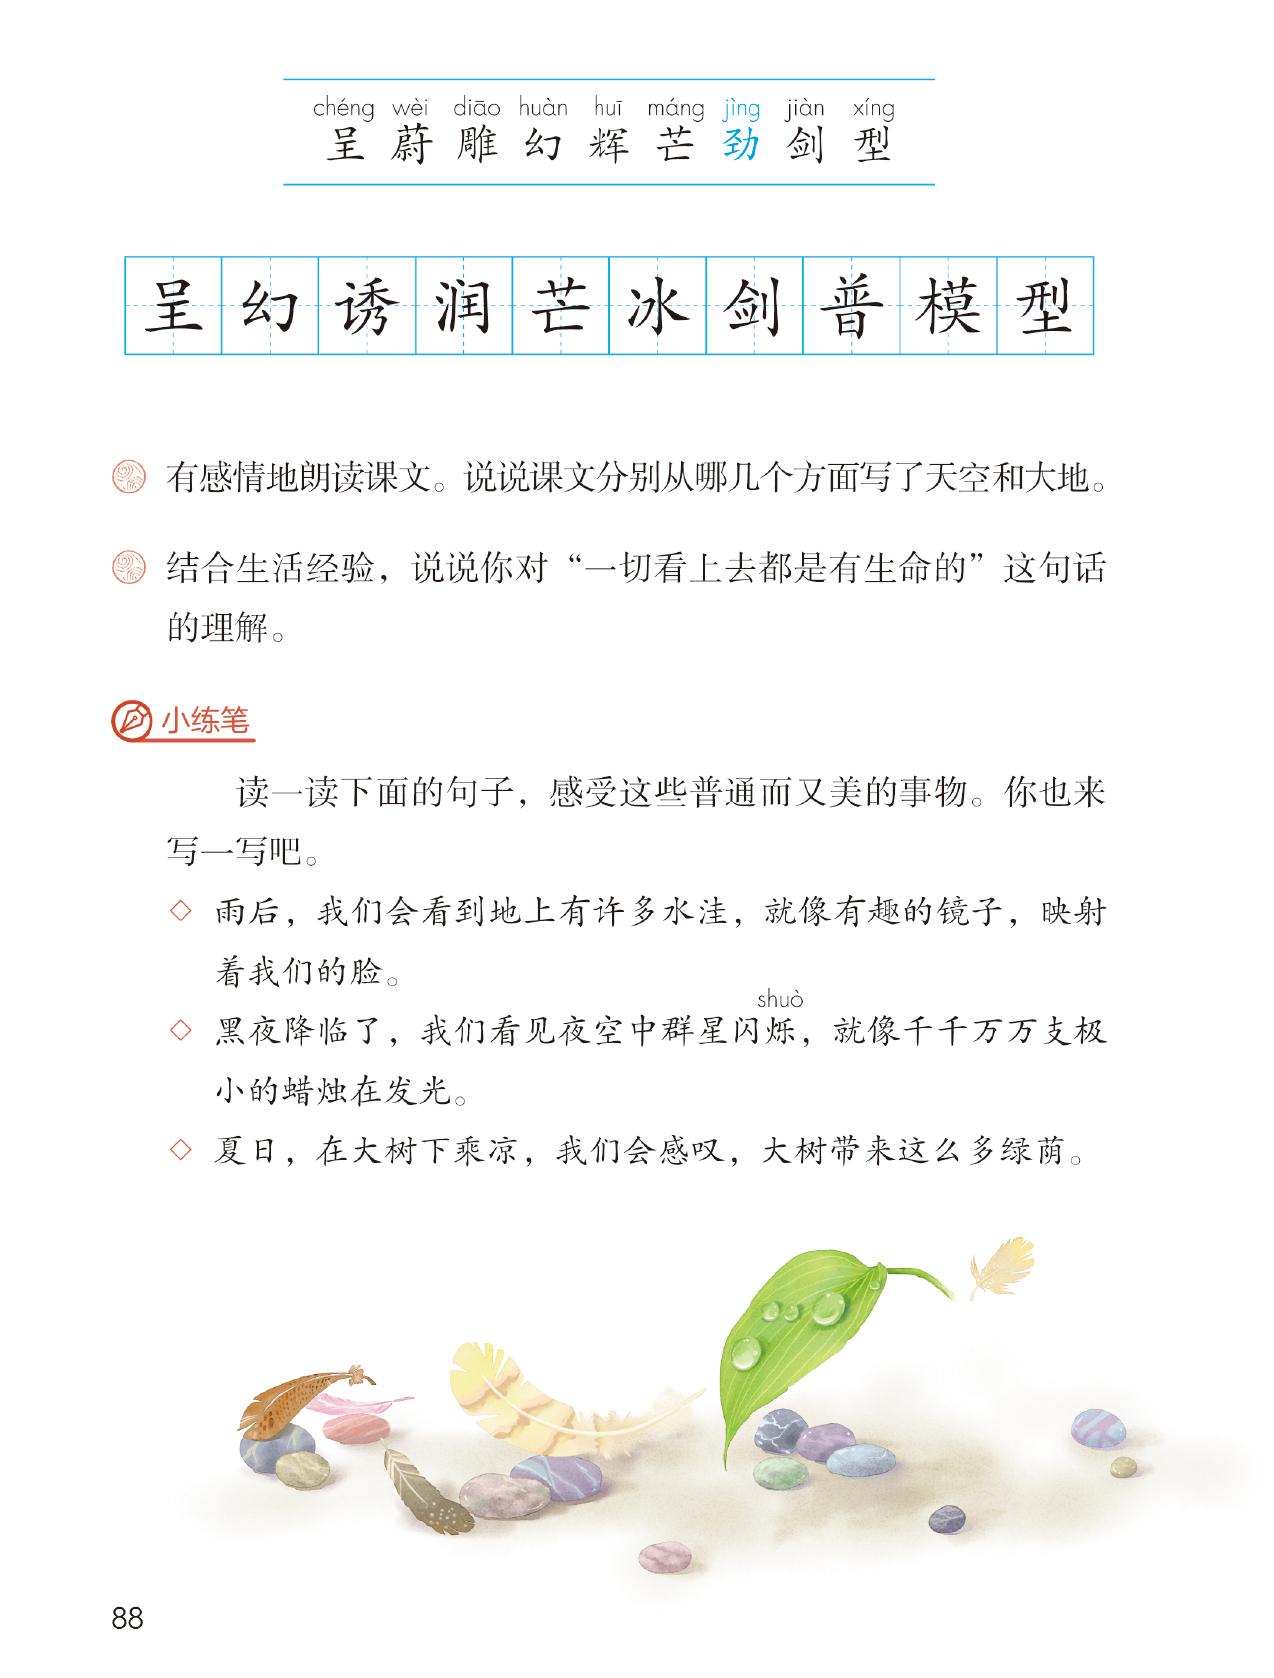 chéng wèi diāo huàn huī máng jìng jiàn xíng
呈 蔚 雕 幻 辉 芒 劲 剑 型
呈 幻 诱 润 芒 冰 剑 普 模 型
有感情地朗读课文。说说课文分别从哪几个方面写了天空和大地。
结合生活经验，说说你对“一切看上去都是有生命的”这句话
的理解。
小练笔
读一读下面的句子，感受这些普通而又美的事物。你也来
写一写吧。
◇ 雨后，我们会看到地上有许多水洼，就像有趣的镜子，映射
着我们的脸。
shuò
◇ 黑夜降临了，我们看见夜空中群星闪烁，就像千千万万支极
小的蜡烛在发光。
◇ 夏日，在大树下乘凉，我们会感叹，大树带来这么多绿荫。
88